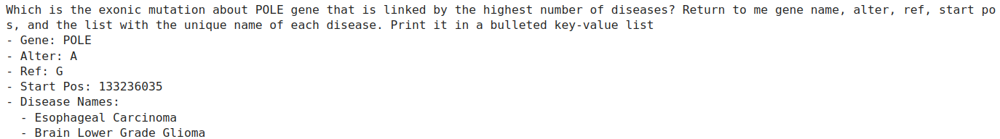 Which is the exonic mutation about POLE gene that is linked by the highest number of diseases? Return to me gene name, alter, ref, start po
s, and the list with the unique name of each disease. Print it in a bulleted key-value list
- Gene: POLE
- Alter: A
- Ref: G
- Start Pos: 133236035
- Disease Names:
  - Esophageal Carcinoma
  - Brain Lower Grade Glioma